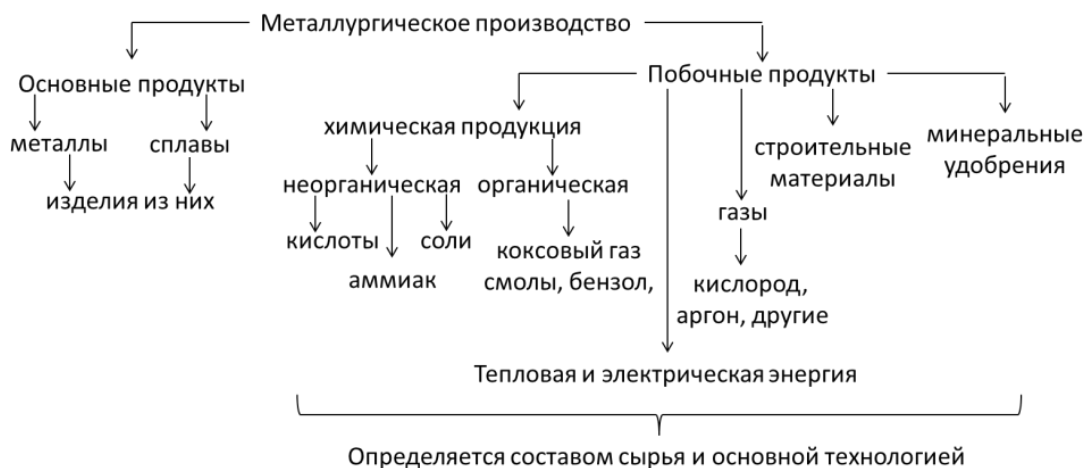 Металлургическое производство
Основные продукты
Побочные продукты
металлы
сплавы
изделия из них
химическая продукция
неорганическая
органическая
кислоты
соли
аммиак
коксовый газ
смолы, бензол,
газы
кислород,
аргон, другие
строительные
материалы
минеральные
удобрения
Тепловая и электрическая энергия
Определяется составом сырья и основной технологией